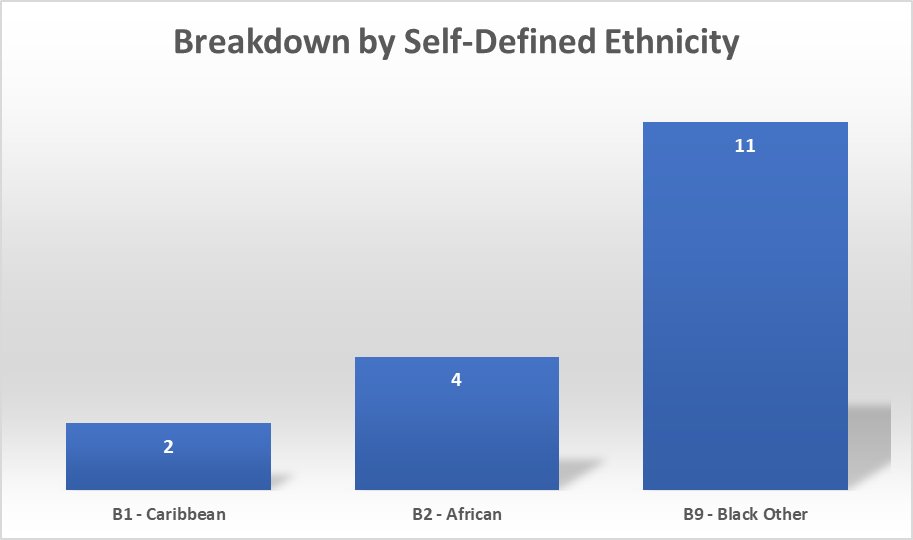 Breakdown by Self-Defined Ethnicity
11
4
2
B1 - Caribbean
B2 - African
B9 - Black Other